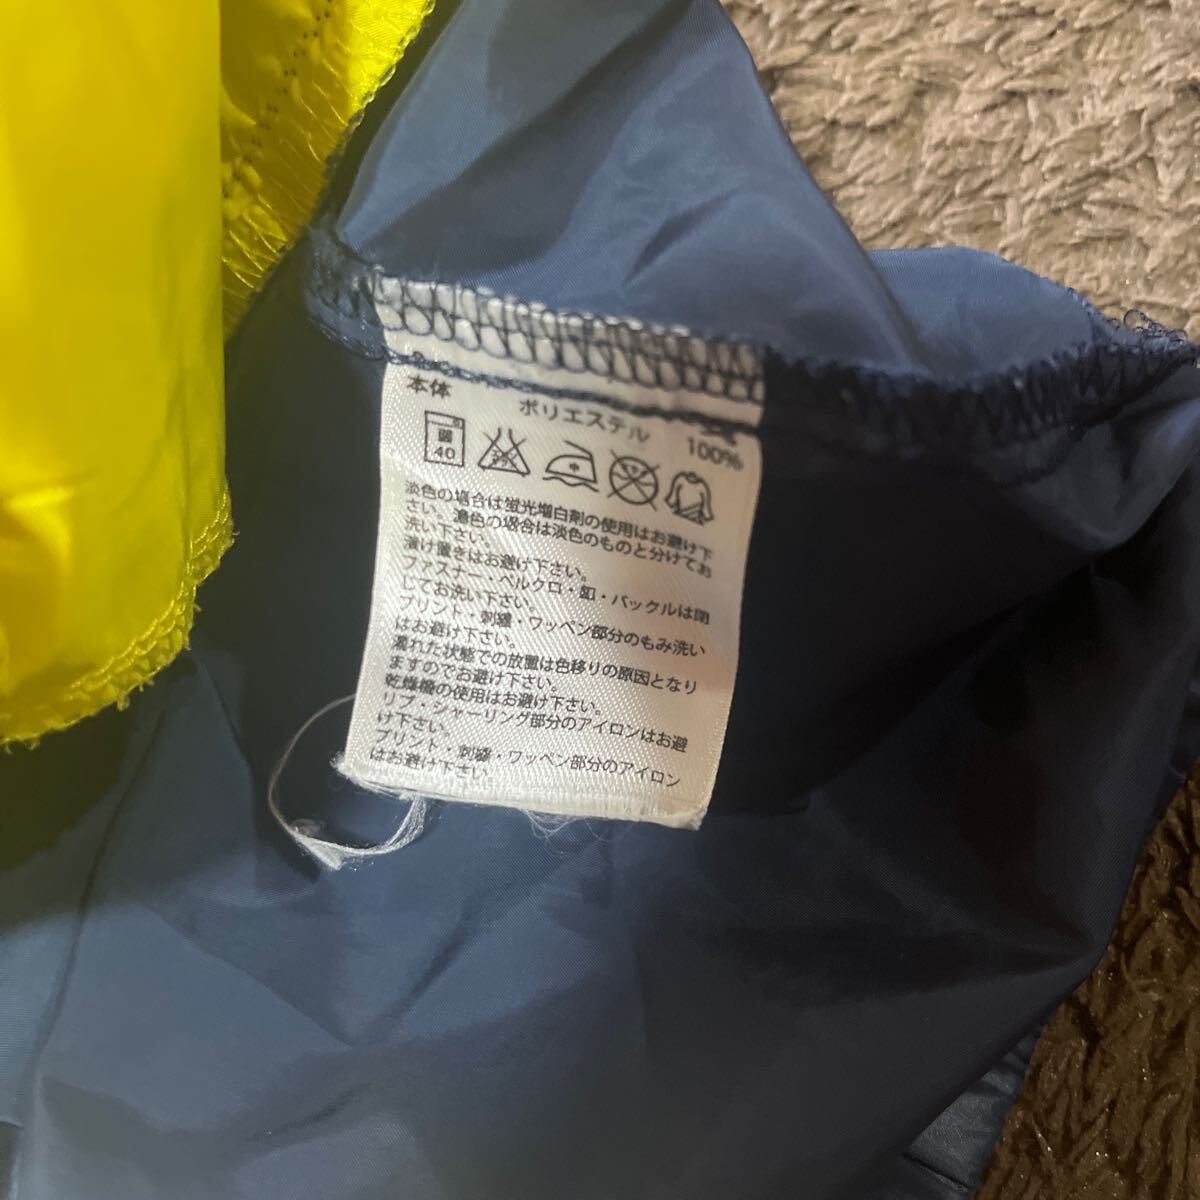 本体 ポリエステル 100%
弱
40
淡色の場合は蛍光増白剤の使用はお避け下
さい。濃色の場合は淡色のものと分けてお
洗い下さい。
漬け置きはお避け下さい。
ファスナー・ベルクロ・釦・バックルは閉
じてお洗い下さい。
プリント・刺繍・ワッペン部分のもみ洗い
はお避け下さい。
濡れた状態での放置は色移りの原因となり
ますのでお避け下さい。
乾燥機の使用はお避け下さい。
リブ・シャーリング部分のアイロンはお避
け下さい。
プリント・刺繍・ワッペン部分のアイロン
はお避け下さい。